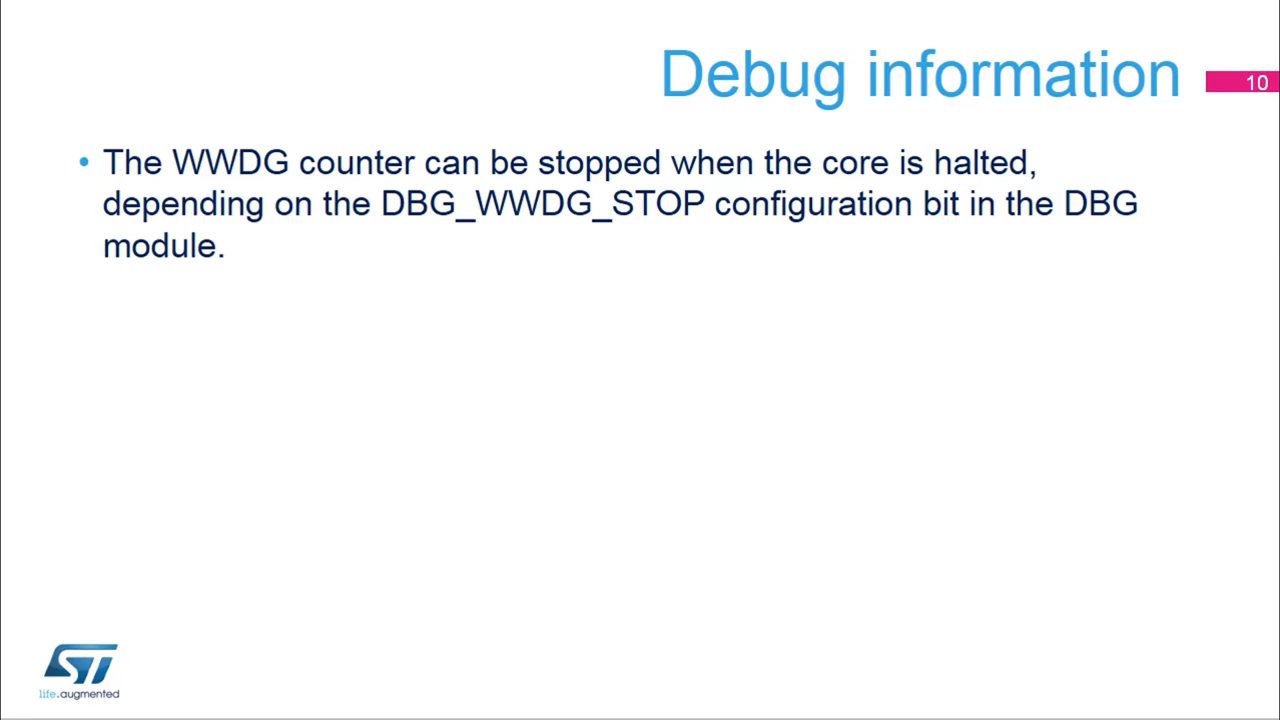 Debug information
10
• The WWDG counter can be stopped when the core is halted,
depending on the DBG_WWDG_STOP configuration bit in the DBG
module.
ST
life.augmented